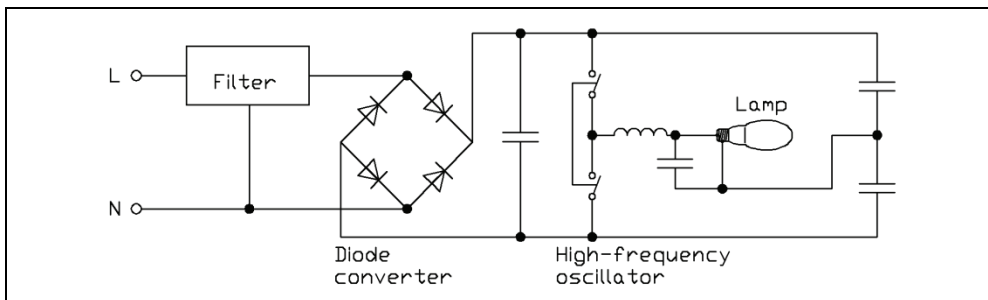 L
Filter
Lamp
N
Diode
converter
High-frequency
oscillator